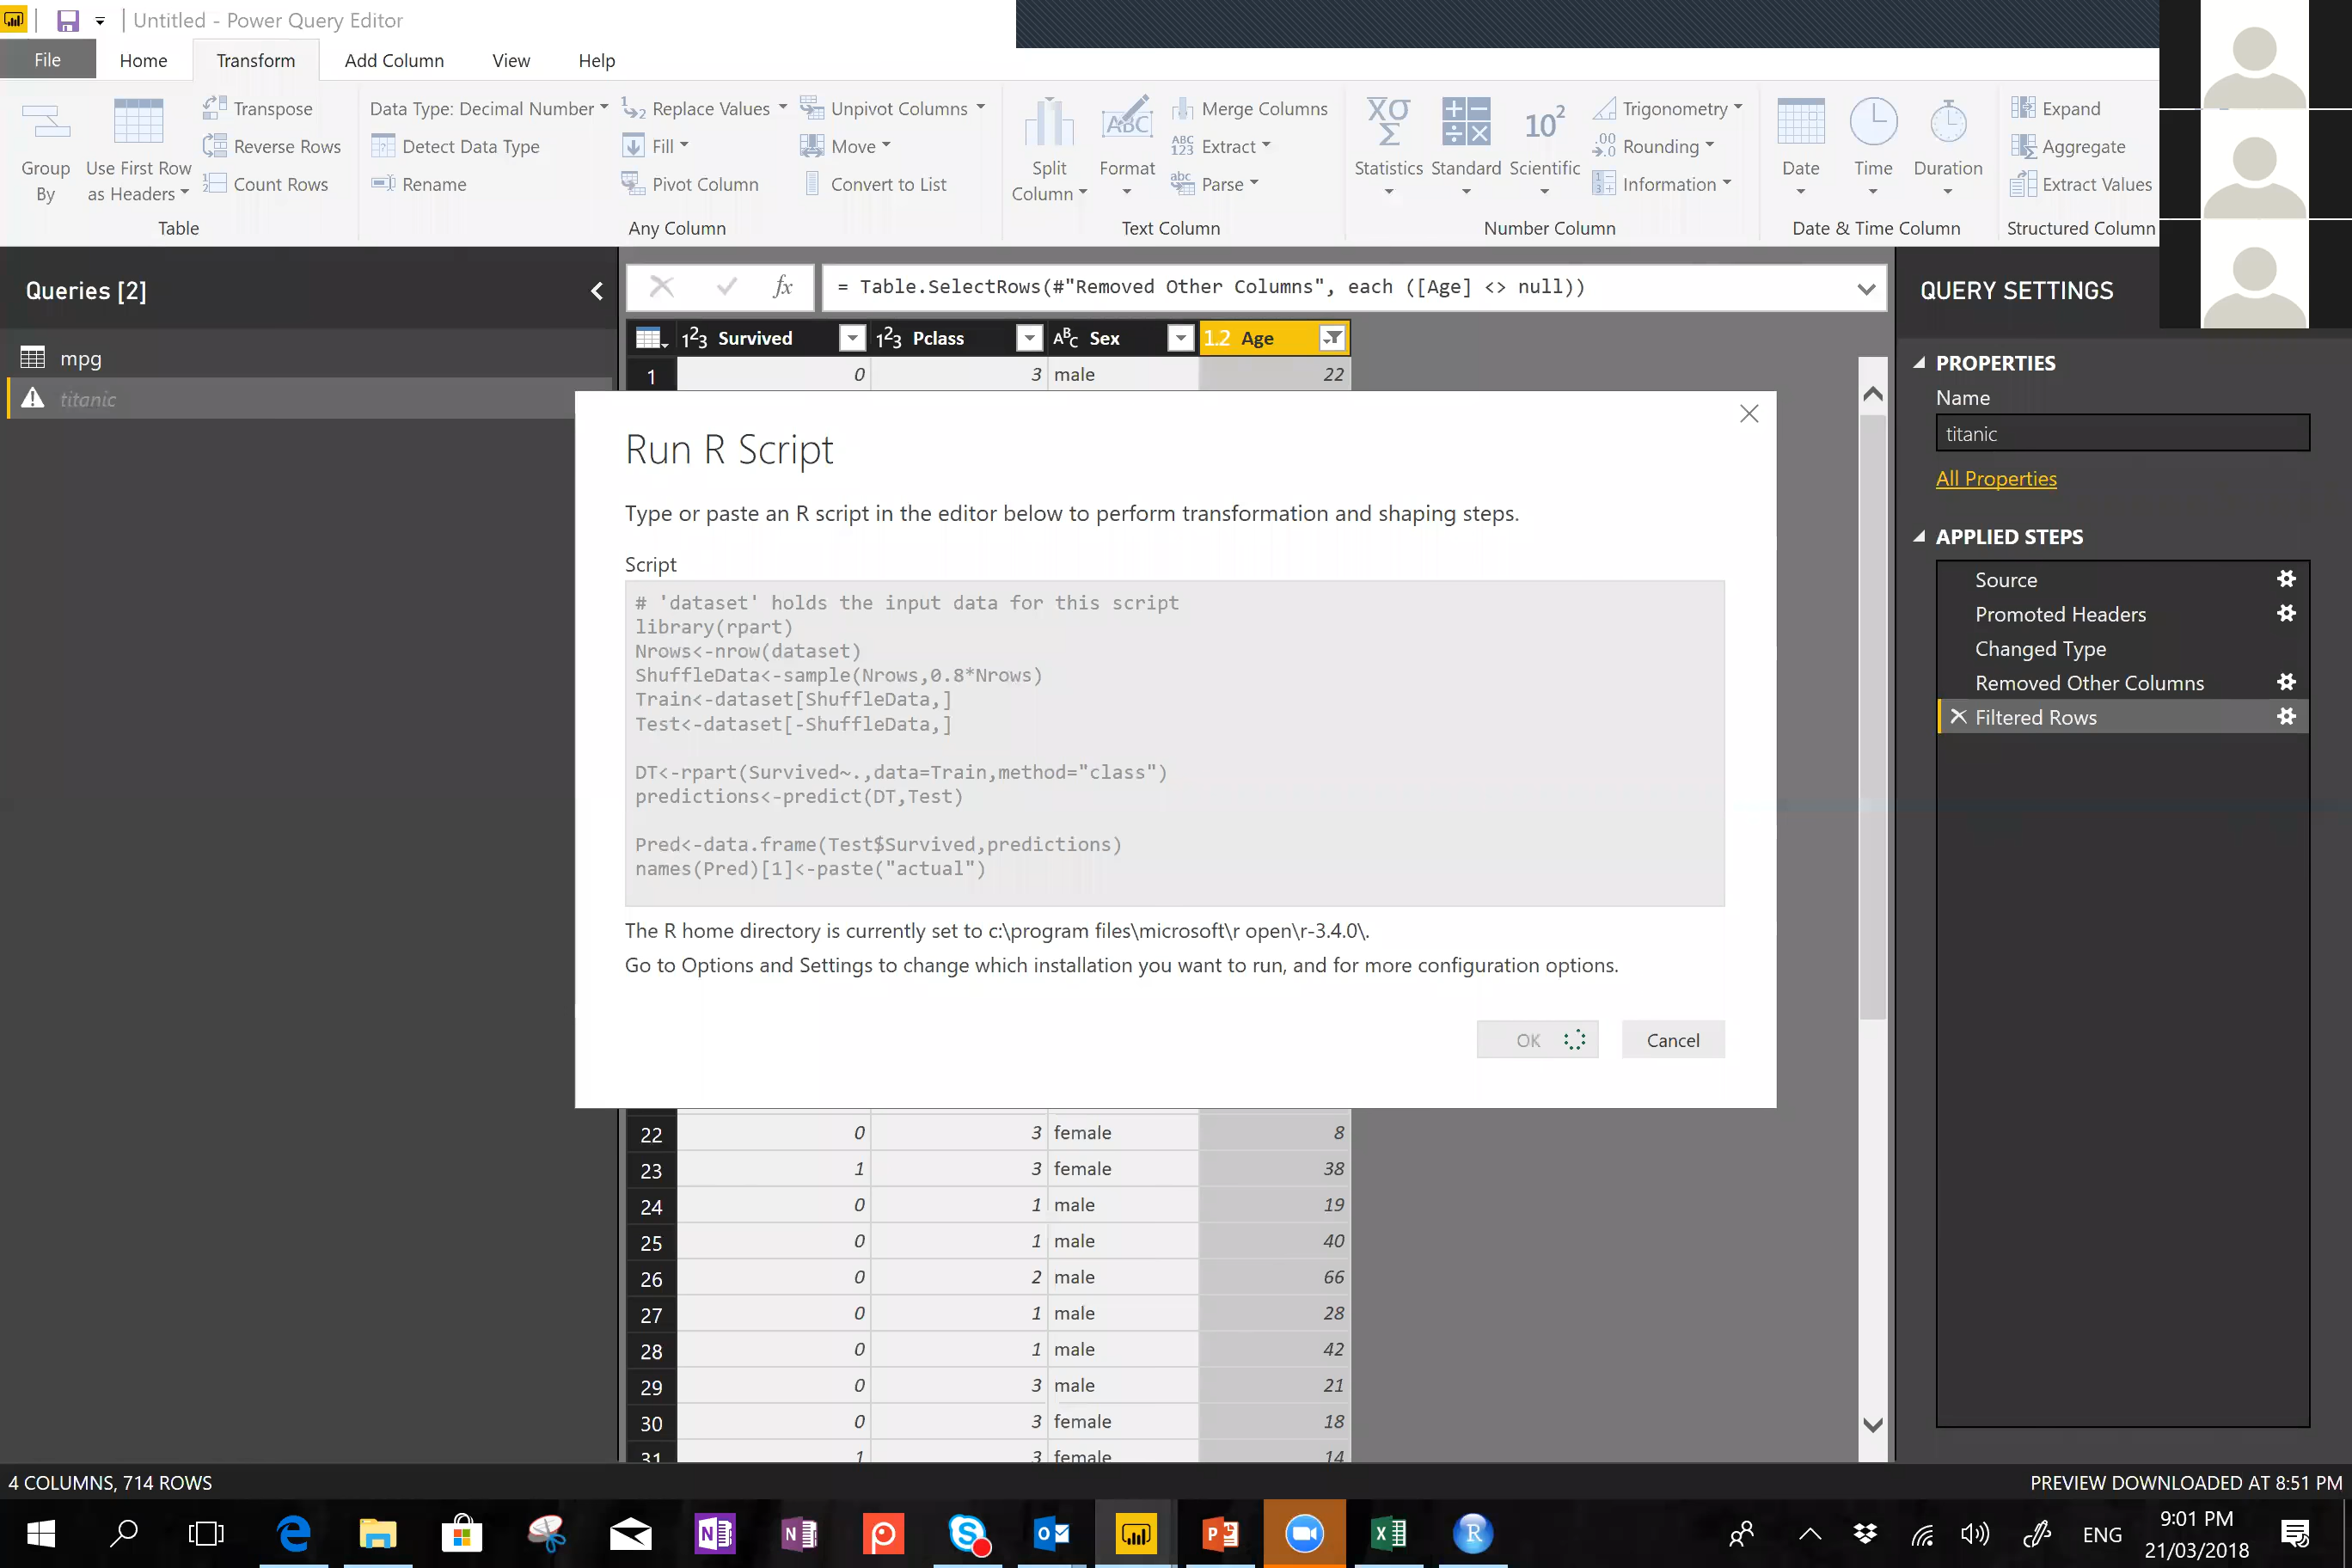 Untitled - Power Query Editor
File Home Transform Add Column View Help
Group By
Use First Row as Headers
Transpose
Reverse Rows
Count Rows
Table
Data Type: Decimal Number
Detect Data Type
Rename
Replace Values
Fill
Pivot Column
Unpivot Columns
Move
Convert to List
Any Column
Split Column
Format
Merge Columns
Extract
Parse
Text Column
Statistics
Standard
Scientific
Trigonometry
Rounding
Information
Number Column
Date
Time
Duration
Date & Time Column
Expand
Aggregate
Extract Values
Structured Column
Queries [2]
mpg
titanic
fx = Table.SelectRows(#"Removed Other Columns", each ([Age] <> null))
1²3 Survived 1²3 Pclass ABC Sex 1.2 Age
1 0 3 male 22
Run R Script
Type or paste an R script in the editor below to perform transformation and shaping steps.
Script
# 'dataset' holds the input data for this script
library(rpart)
Nrows<-nrow(dataset)
ShuffleData<-sample(Nrows,0.8*Nrows)
Train<-dataset[ShuffleData,]
Test<-dataset[-ShuffleData,]
DT<-rpart(Survived~.,data=Train,method="class")
predictions<-predict(DT,Test)
Pred<-data.frame(Test$Survived,predictions)
names(Pred)[1]<-paste("actual")
The R home directory is currently set to c:\program files\microsoft\r open\r-3.4.0\.
Go to Options and Settings to change which installation you want to run, and for more configuration options.
OK Cancel
22 0 3 female 8
23 1 3 female 38
24 0 1 male 19
25 0 1 male 40
26 0 2 male 66
27 0 1 male 28
28 0 1 male 42
29 0 3 male 21
30 0 3 female 18
31 1 3 female 14
QUERY SETTINGS
PROPERTIES
Name
titanic
All Properties
APPLIED STEPS
Source
Promoted Headers
Changed Type
Removed Other Columns
Filtered Rows
4 COLUMNS, 714 ROWS
PREVIEW DOWNLOADED AT 8:51 PM
ENG
9:01 PM
21/03/2018